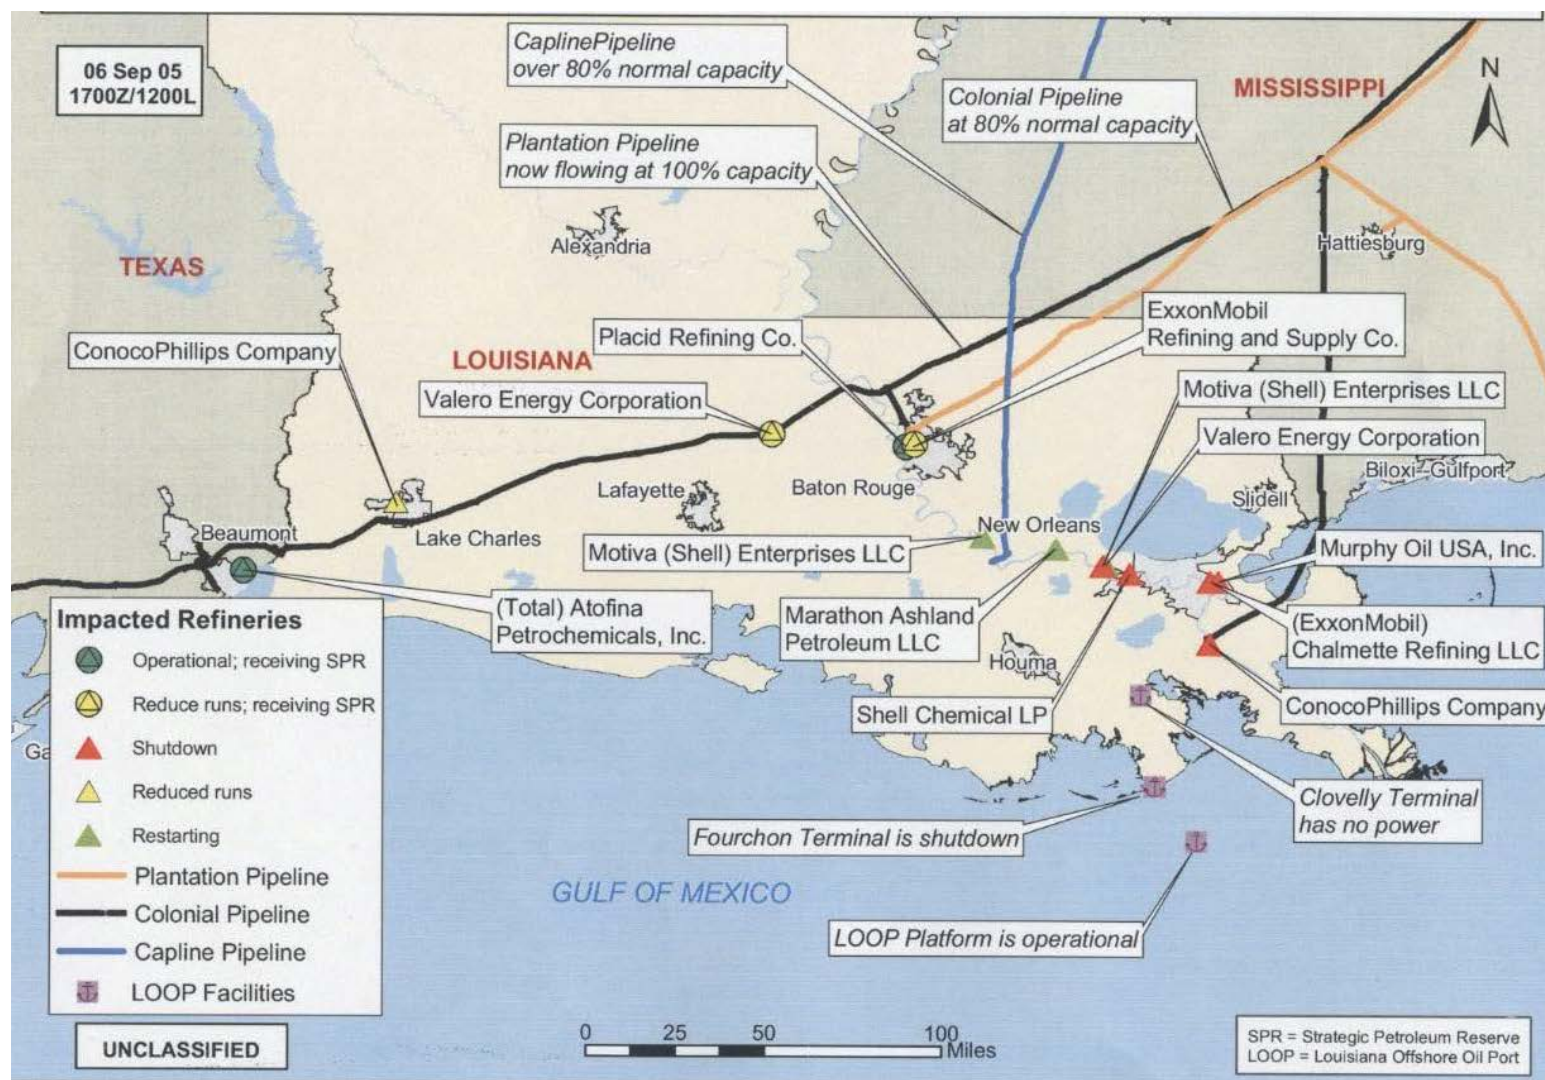 06 Sep 05
1700Z/1200L
CaplinePipeline
over 80% normal capacity
Colonial Pipeline
at 80% normal capacity
MISSISSIPPI
N
Plantation Pipeline
now flowing at 100% capacity
Alexandria
Hattiesburg
TEXAS
ConocoPhillips Company
LOUISIANA
Placid Refining Co.
ExxonMobil
Refining and Supply Co.
Valero Energy Corporation
Motiva (Shell) Enterprises LLC
Valero Energy Corporation
Biloxi-Gulfport
Lafayette
Baton Rouge
Slidell
Beaumont
Lake Charles
New Orleans
Motiva (Shell) Enterprises LLC
Murphy Oil USA, Inc.
(Total) Atofina
Petrochemicals, Inc.
Marathon Ashland
Petroleum LLC
Houma
(ExxonMobil)
Chalmette Refining LLC
Shell Chemical LP
ConocoPhillips Company
Ga
Impacted Refineries
Operational; receiving SPR
Reduce runs; receiving SPR
Shutdown
Reduced runs
Restarting
Plantation Pipeline
Colonial Pipeline
Capline Pipeline
LOOP Facilities
Clovelly Terminal
has no power
Fourchon Terminal is shutdown
GULF OF MEXICO
LOOP Platform is operational
UNCLASSIFIED
0 25 50 100
Miles
SPR = Strategic Petroleum Reserve
LOOP = Louisiana Offshore Oil Port